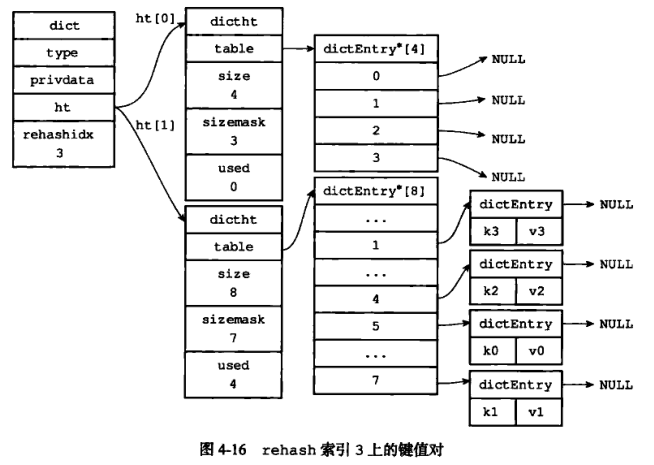 dict
type
privdata
ht
rehashidx
3
ht[0]
ht[1]
dictht
table
size
4
sizemask
3
used
0
dictEntry*[4]
0
1
2
3
NULL
NULL
NULL
NULL
dictht
table
size
8
sizemask
7
used
4
dictEntry*[8]
...
1
...
4
5
...
7
dictEntry
k3 v3
NULL
dictEntry
k2 v2
NULL
dictEntry
k0 v0
NULL
dictEntry
k1 v1
NULL
图 4-16 rehash 索引 3 上的键值对